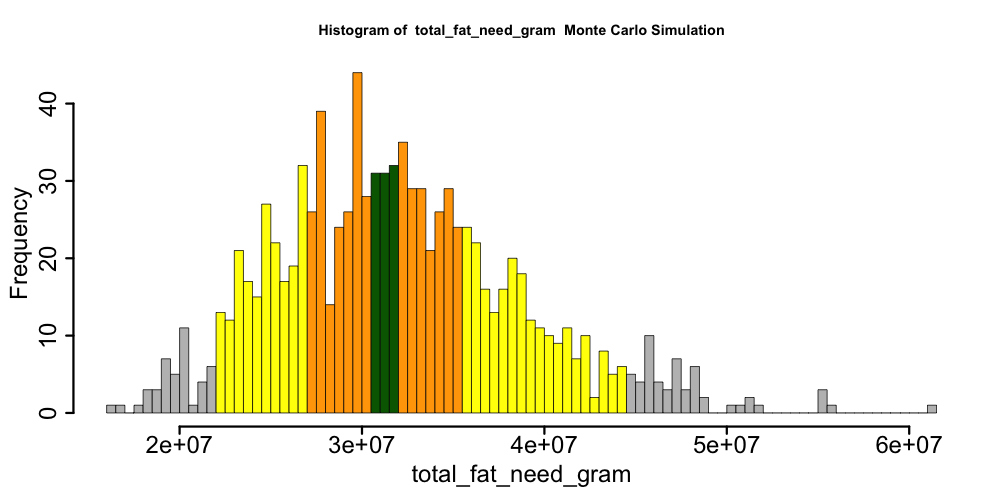 Histogram of  total_fat_need_gram  Monte Carlo Simulation
40
30
20
10
0
Frequency
2e+07 3e+07 4e+07 5e+07 6e+07
total_fat_need_gram